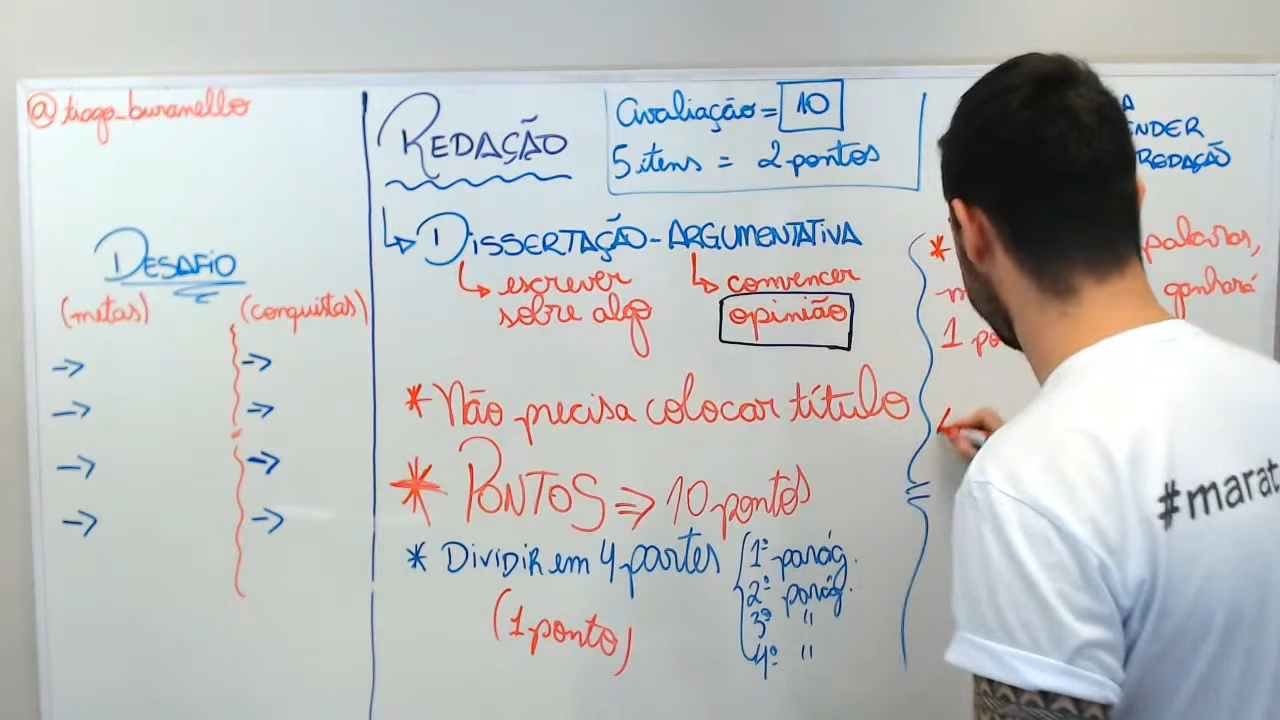 @tiago_buranello
DESAFIO
(metas) (conquistas)
REDAÇÃO
Avaliação = 10
5 itens = 2 pontos
DISSERTAÇÃO-ARGUMENTATIVA
escrever
sobre algo
convencer
opinião
* Não precisa colocar título
* PONTOS => 10 pontos
* DIVIDIR em 4 partes
(1 ponto)
1º parág.
2º parág.
3º "
4º "
REDAÇÃO
* palavras,
ganhará
1
#marat